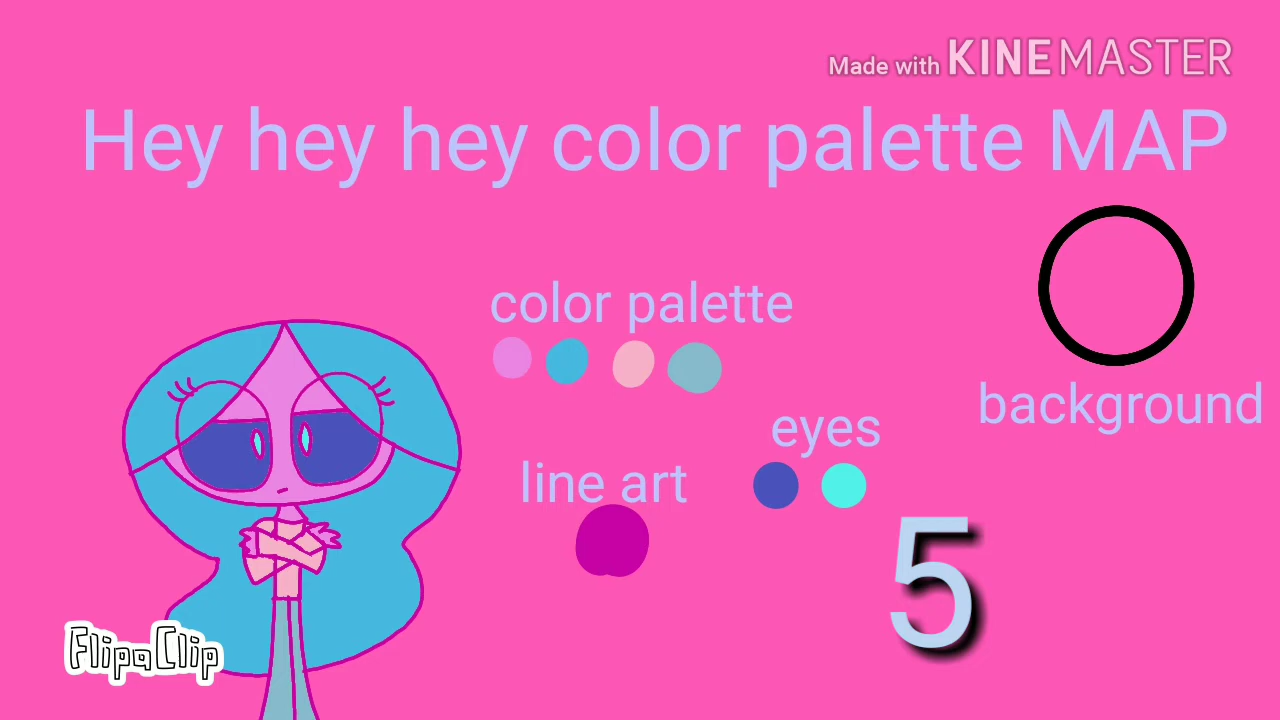 Made with KINEMASTER
Hey hey hey color palette MAP
color palette
background
eyes
line art
5
FlipaClip